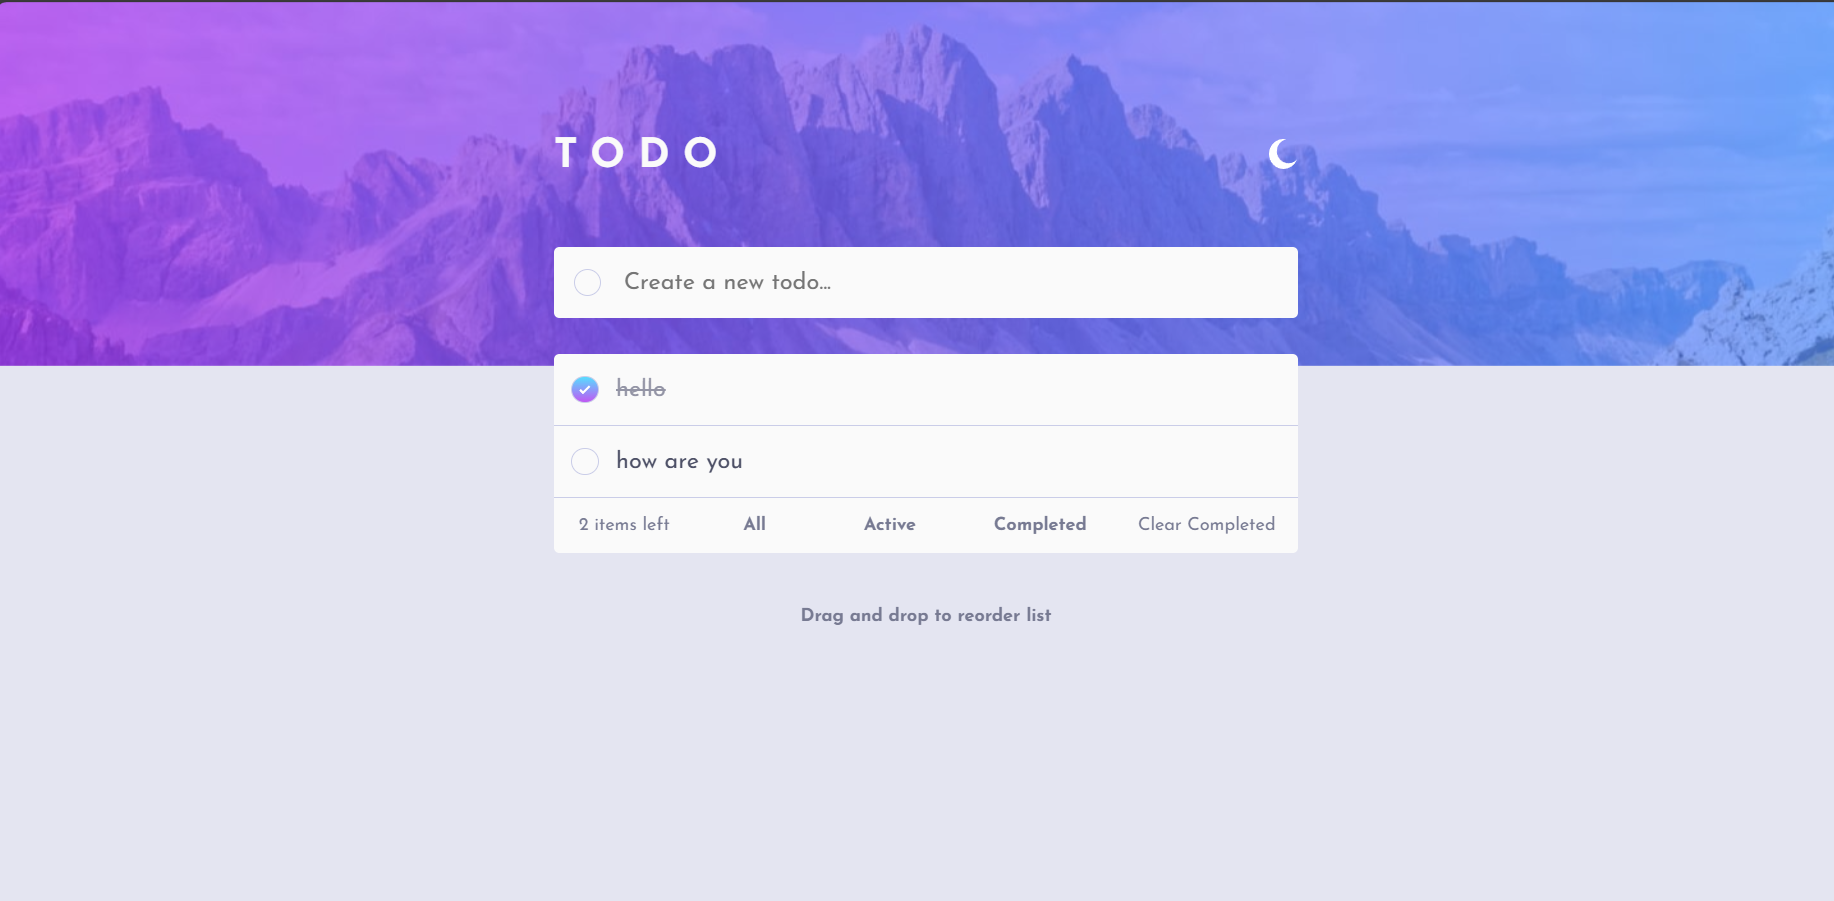 TODO
Create a new todo...
hello
how are you
2 items left All Active Completed Clear Completed
Drag and drop to reorder list